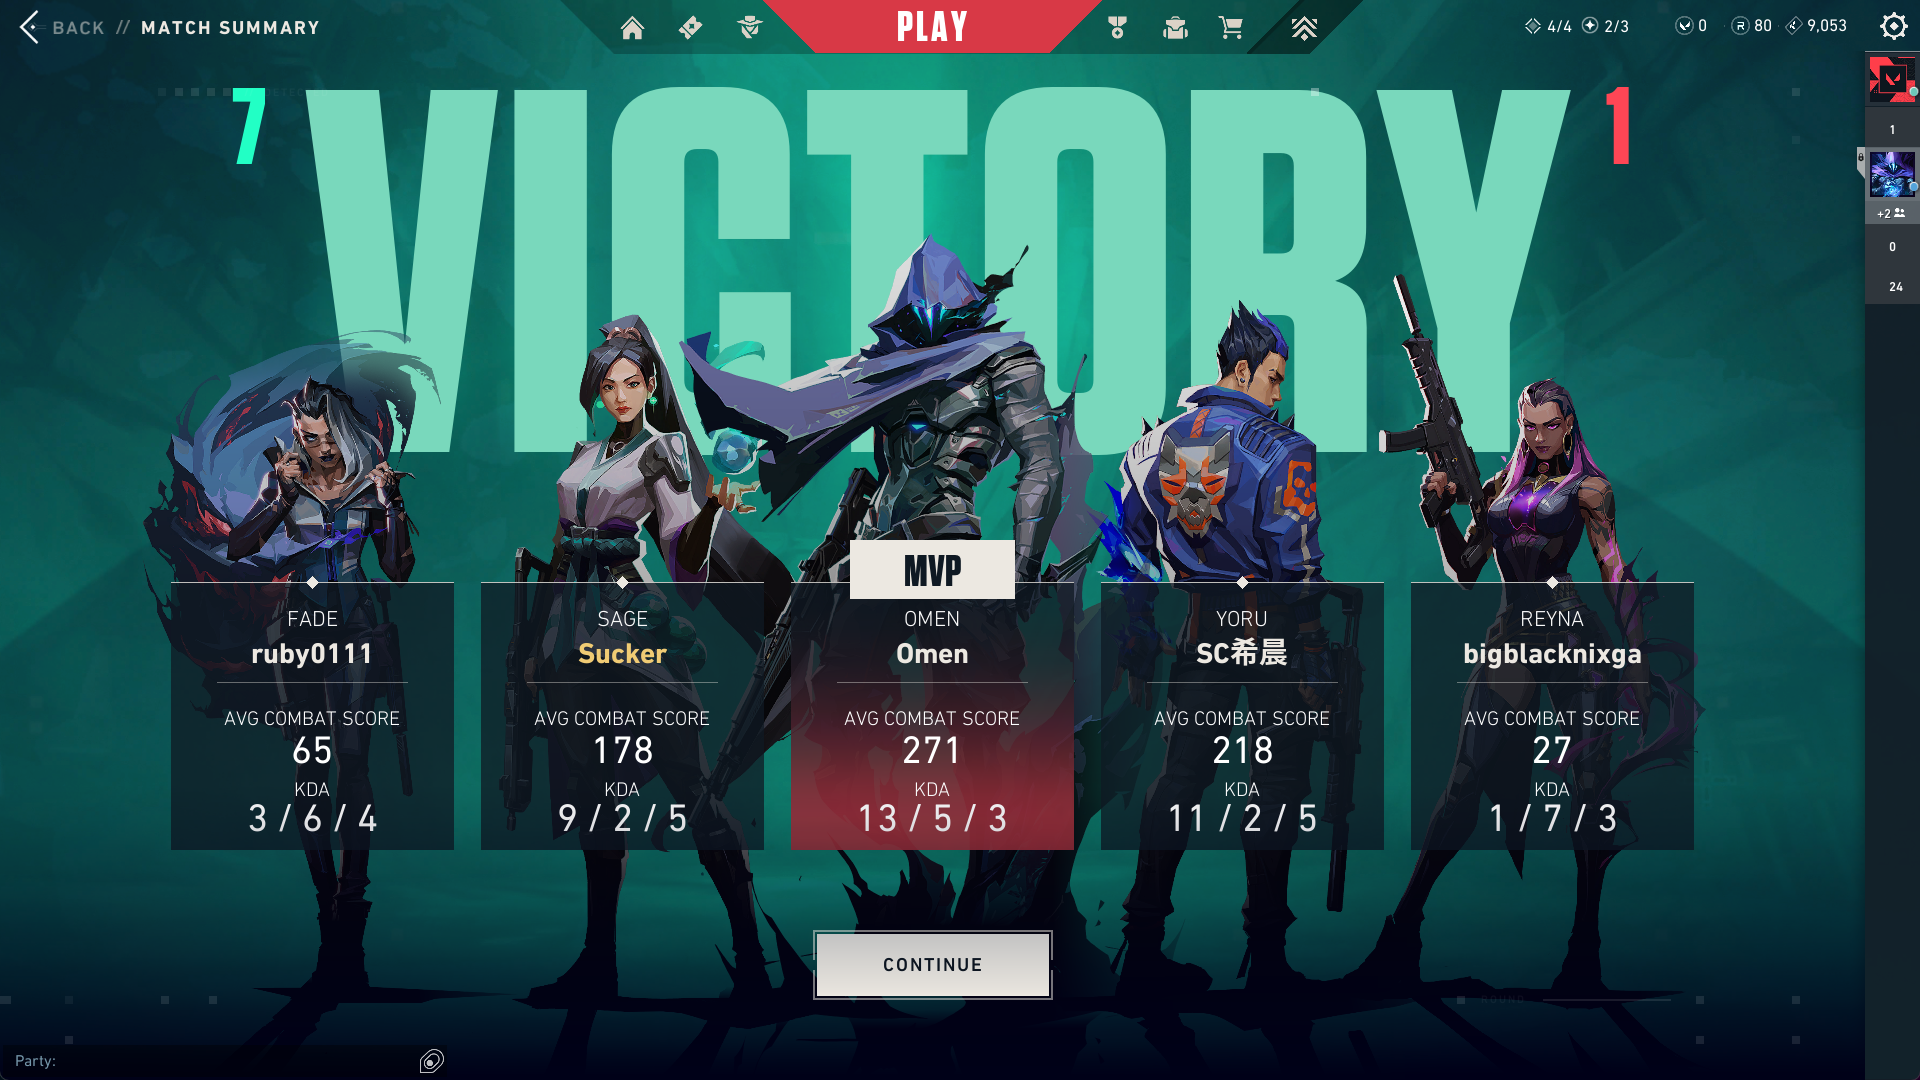 BACK // MATCH SUMMARY
PLAY
4/4 2/3 0 80 9,053
7 VICTORY 1
1
+2
0
24
MVP
FADE
ruby0111
AVG COMBAT SCORE
65
KDA
3 / 6 / 4
SAGE
Sucker
AVG COMBAT SCORE
178
KDA
9 / 2 / 5
OMEN
Omen
AVG COMBAT SCORE
271
KDA
13 / 5 / 3
YORU
SC希晨
AVG COMBAT SCORE
218
KDA
11 / 2 / 5
REYNA
bigblacknixga
AVG COMBAT SCORE
27
KDA
1 / 7 / 3
CONTINUE
Party: